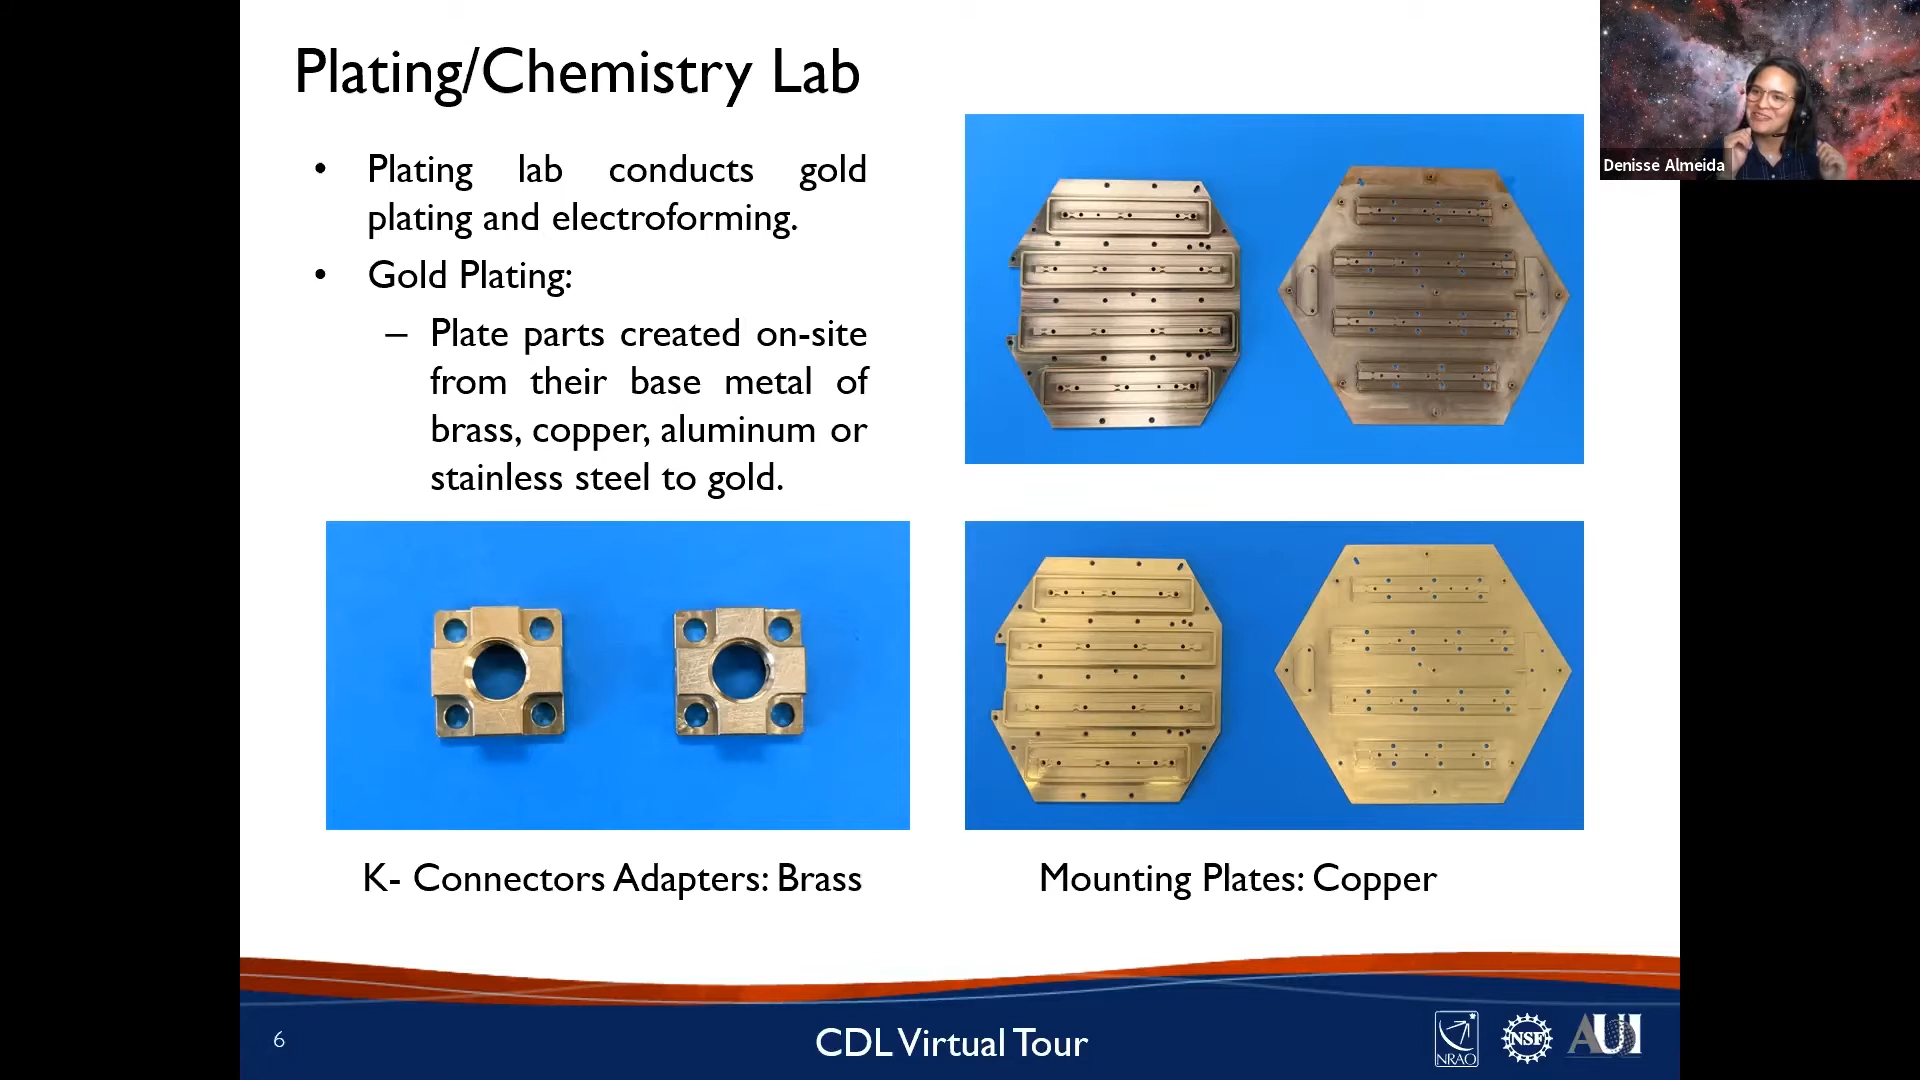 Plating/Chemistry Lab
Denisse Almeida
• Plating lab conducts gold
plating and electroforming.
• Gold Plating:
– Plate parts created on-site
from their base metal of
brass, copper, aluminum or
stainless steel to gold.
K- Connectors Adapters: Brass
Mounting Plates: Copper
6
CDL Virtual Tour
NRAO
NSF
AUI